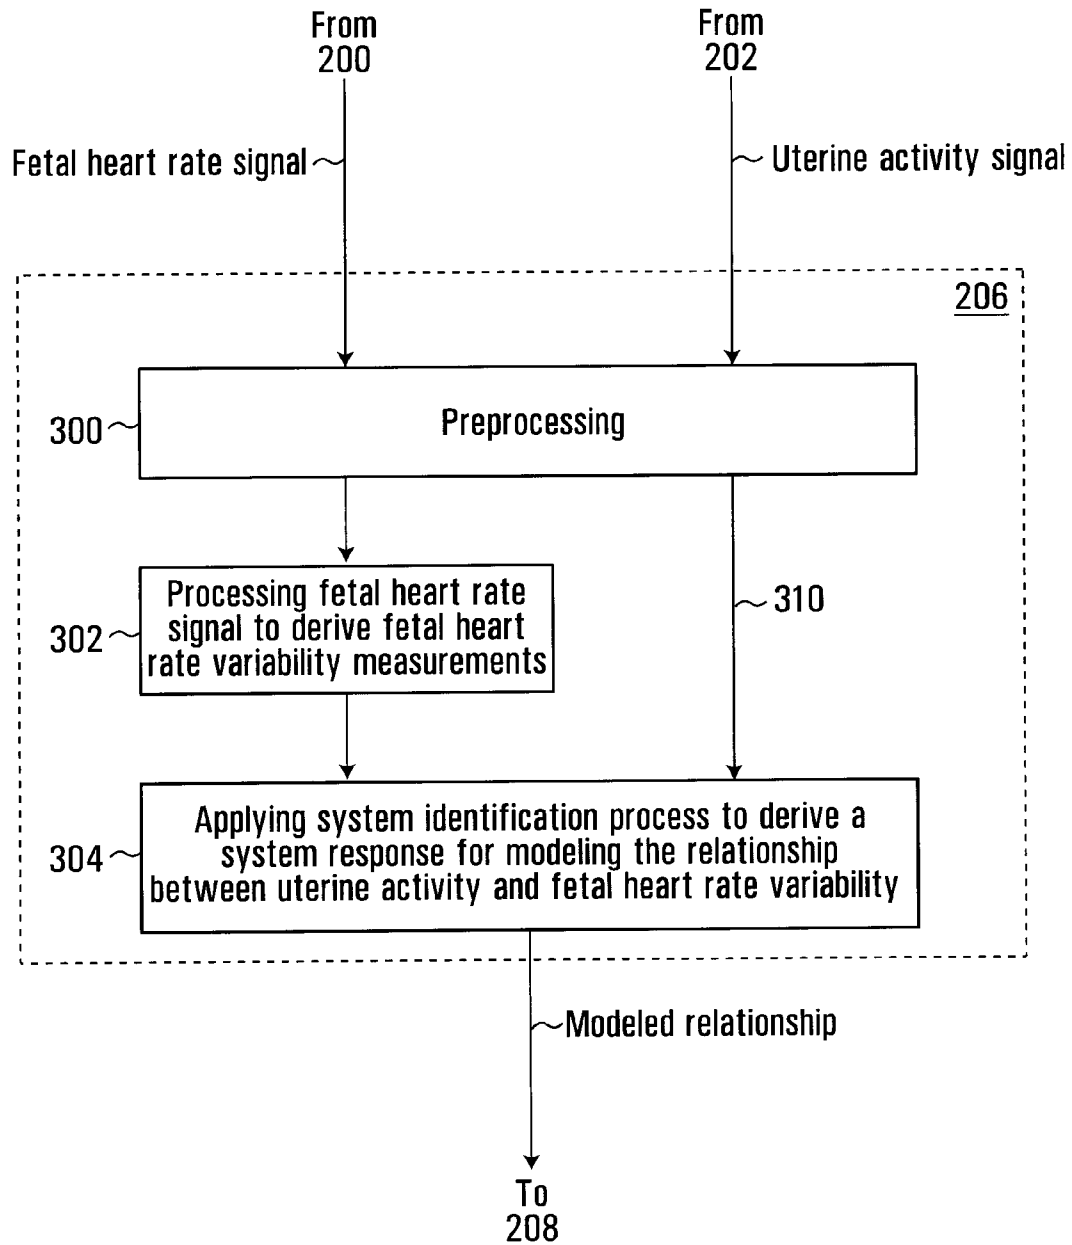 From
200
From
202
Fetal heart rate signal
Uterine activity signal
206
300
Preprocessing
302
Processing fetal heart rate
signal to derive fetal heart
rate variability measurements
310
304
Applying system identification process to derive a
system response for modeling the relationship
between uterine activity and fetal heart rate variability
Modeled relationship
To
208